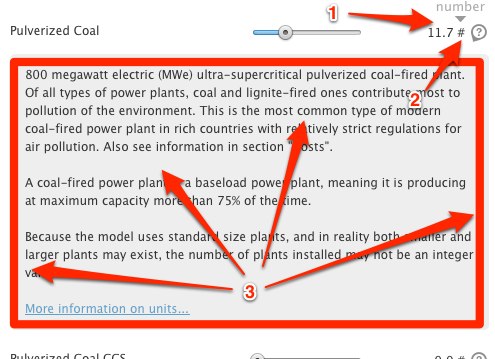 number
1
Pulverized Coal
11.7 #
?
2
800 megawatt electric (MWe) ultra-supercritical pulverized coal-fired plant.
Of all types of power plants, coal and lignite-fired ones contribute most to
pollution of the environment. This is the most common type of modern
coal-fired power plant in rich countries with relatively strict regulations for
air pollution. Also see information in section "Costs".
A coal-fired power plant is a baseload power plant, meaning it is producing
at maximum capacity more than 75% of the time.
Because the model uses standard size plants, and in reality both smaller and
larger plants may exist, the number of plants installed may not be an integer
3
More information on units...
Pulverized Coal CCS
0.0 #